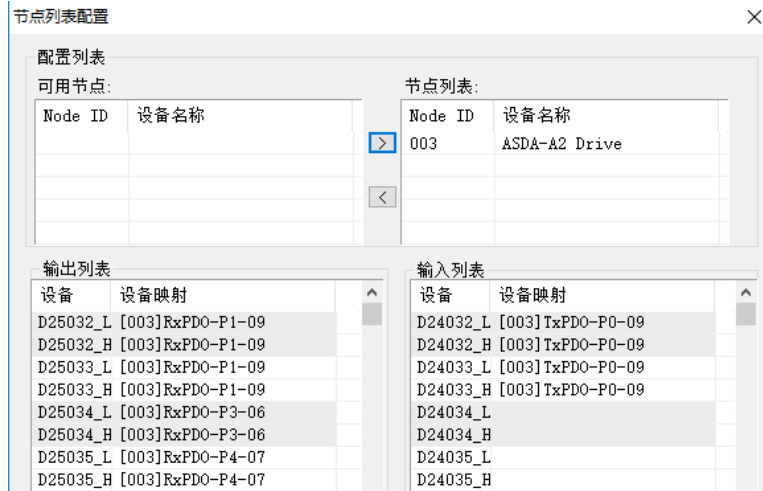 节点列表配置
配置列表
可用节点:
Node ID 设备名称
>
<
节点列表:
Node ID 设备名称
003 ASDA-A2 Drive
输出列表
设备 设备映射
D25032_L [003]RxPDO-P1-09
D25032_H [003]RxPDO-P1-09
D25033_L [003]RxPDO-P1-09
D25033_H [003]RxPDO-P1-09
D25034_L [003]RxPDO-P3-06
D25034_H [003]RxPDO-P3-06
D25035_L [003]RxPDO-P4-07
D25035_H [003]RxPDO-P4-07
输入列表
设备 设备映射
D24032_L [003]TxPDO-P0-09
D24032_H [003]TxPDO-P0-09
D24033_L [003]TxPDO-P0-09
D24033_H [003]TxPDO-P0-09
D24034_L
D24034_H
D24035_L
D24035_H